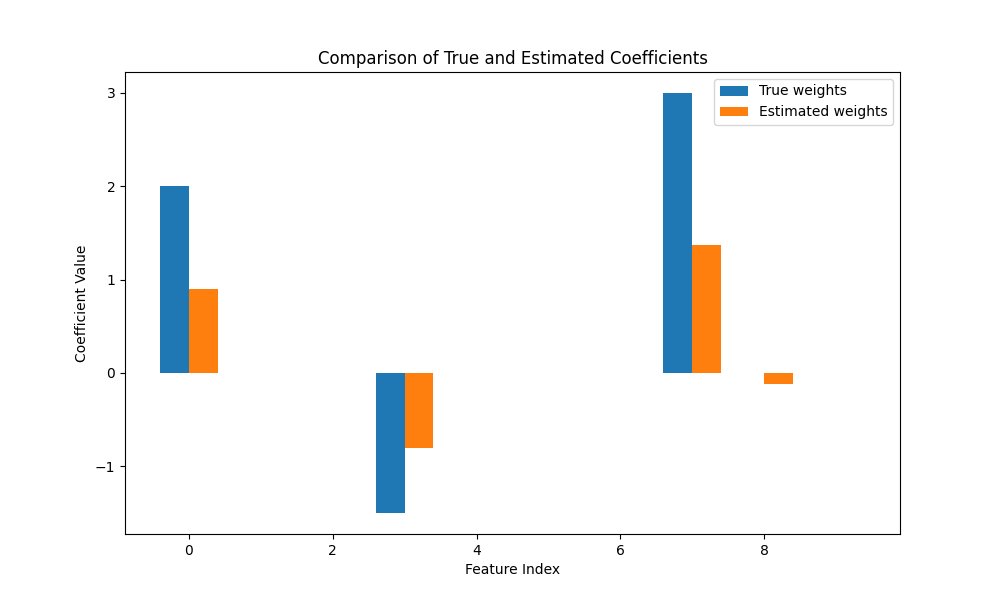 Comparison of True and Estimated Coefficients
True weights
Estimated weights
3
2
1
0
−1
Coefficient Value
0 2 4 6 8
Feature Index